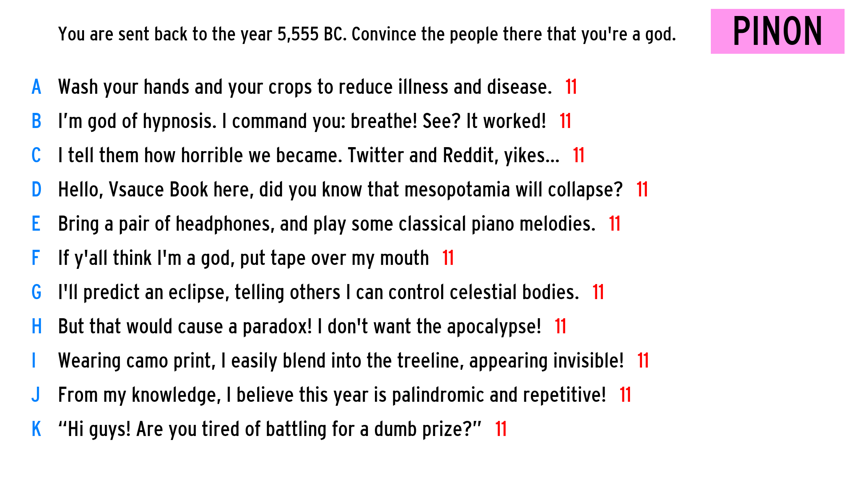 You are sent back to the year 5,555 BC. Convince the people there that you're a god.
PINON
A Wash your hands and your crops to reduce illness and disease. 11
B I'm god of hypnosis. I command you: breathe! See? It worked! 11
C I tell them how horrible we became. Twitter and Reddit, yikes... 11
D Hello, Vsauce Book here, did you know that mesopotamia will collapse? 11
E Bring a pair of headphones, and play some classical piano melodies. 11
F If y'all think I'm a god, put tape over my mouth 11
G I'll predict an eclipse, telling others I can control celestial bodies. 11
H But that would cause a paradox! I don't want the apocalypse! 11
I Wearing camo print, I easily blend into the treeline, appearing invisible! 11
J From my knowledge, I believe this year is palindromic and repetitive! 11
K “Hi guys! Are you tired of battling for a dumb prize?” 11